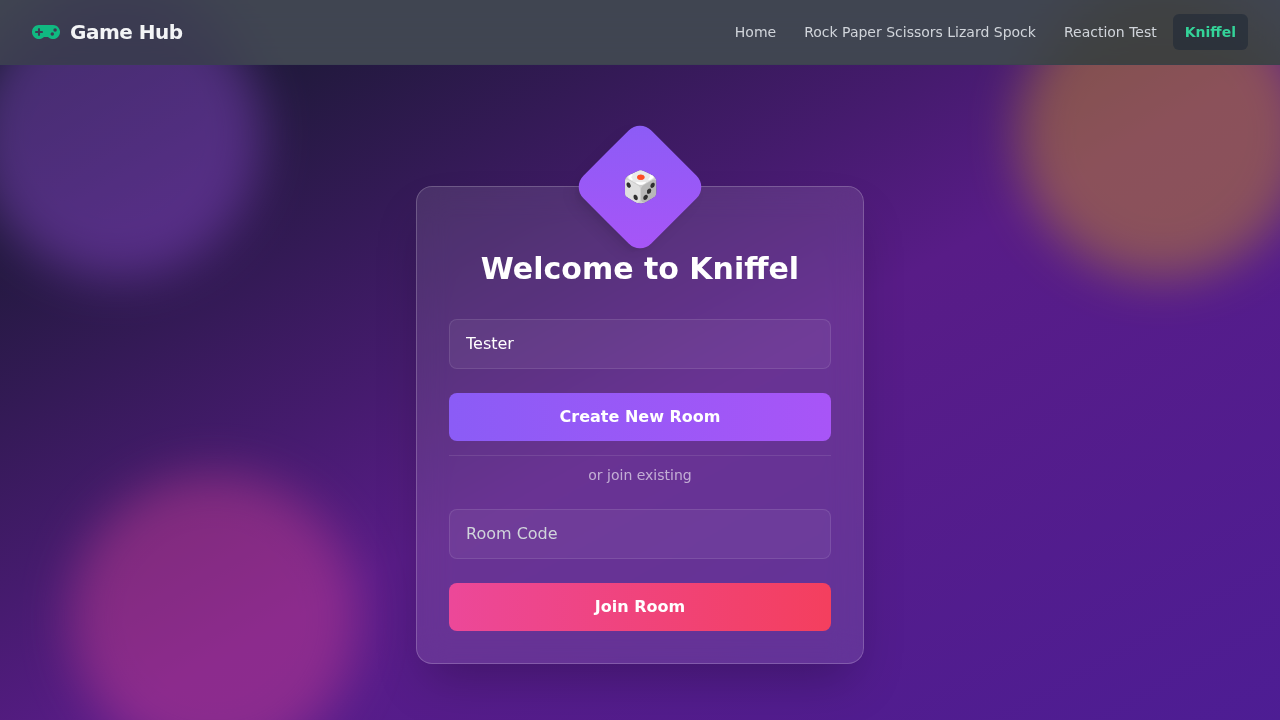 Game Hub
Home
Rock Paper Scissors Lizard Spock
Reaction Test
Kniffel
Welcome to Kniffel
Tester
Create New Room
or join existing
Room Code
Join Room